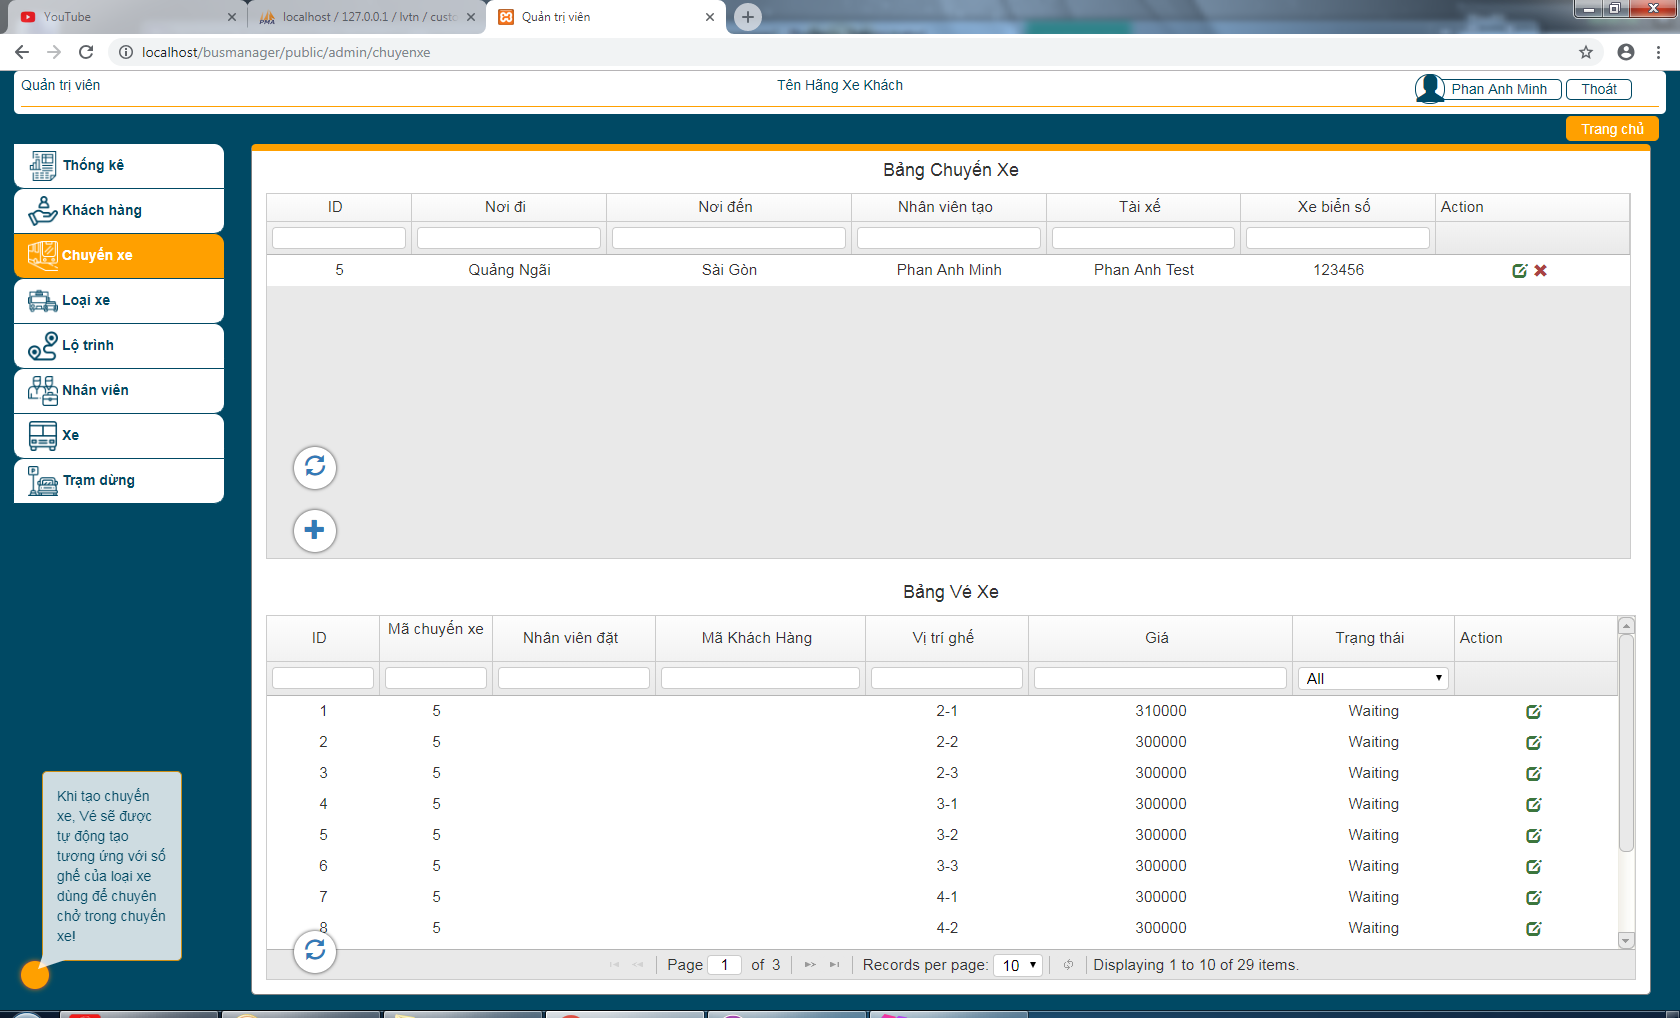 YouTube
localhost / 127.0.0.1 / lvtn / custo
Quản trị viên
localhost/busmanager/public/admin/chuyenxe
Quản trị viên
Tên Hãng Xe Khách
Phan Anh Minh
Thoát
Trang chủ
Thống kê
Khách hàng
Chuyến xe
Loại xe
Lộ trình
Nhân viên
Xe
Trạm dừng
Bảng Chuyến Xe
ID Nơi đi Nơi đến Nhân viên tạo Tài xế Xe biển số Action
5 Quảng Ngãi Sài Gòn Phan Anh Minh Phan Anh Test 123456
Bảng Vé Xe
ID Mã chuyến xe Nhân viên đặt Mã Khách Hàng Vị trí ghế Giá Trạng thái Action
All
1 5 2-1 310000 Waiting
2 5 2-2 300000 Waiting
3 5 2-3 300000 Waiting
4 5 3-1 300000 Waiting
5 5 3-2 300000 Waiting
6 5 3-3 300000 Waiting
7 5 4-1 300000 Waiting
8 5 4-2 300000 Waiting
Page 1 of 3 Records per page: 10 Displaying 1 to 10 of 29 items.
Khi tạo chuyến
xe, Vé sẽ được
tự động tạo
tương ứng với số
ghế của loại xe
dùng để chuyên
chở trong chuyến
xe!